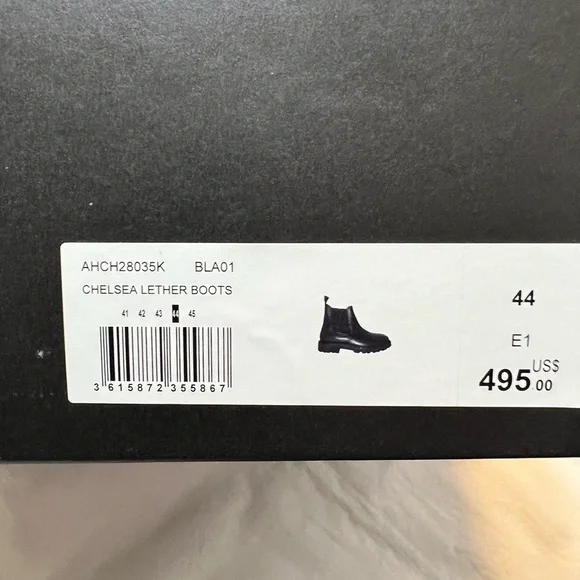 AHCH28035K BLA01
CHELSEA LETHER BOOTS
41 42 43 44 45
3 615872 355867
44
E1
US$
495.00